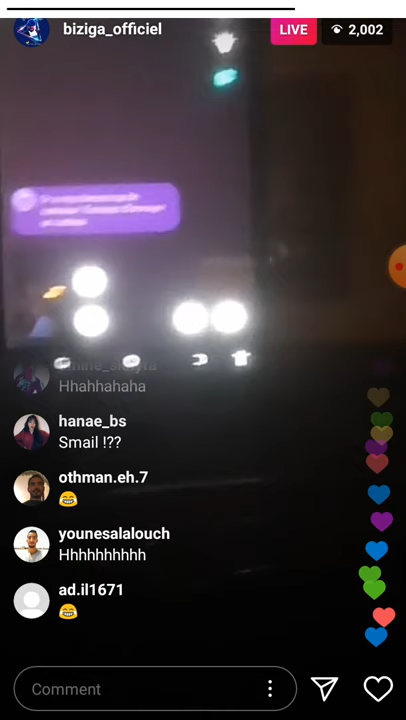 biziga_officiel
LIVE
2,002
Hhahhahaha
hanae_bs
Smail !??
othman.eh.7
😂
younesalalouch
Hhhhhhhhhh
ad.il1671
😂
Comment